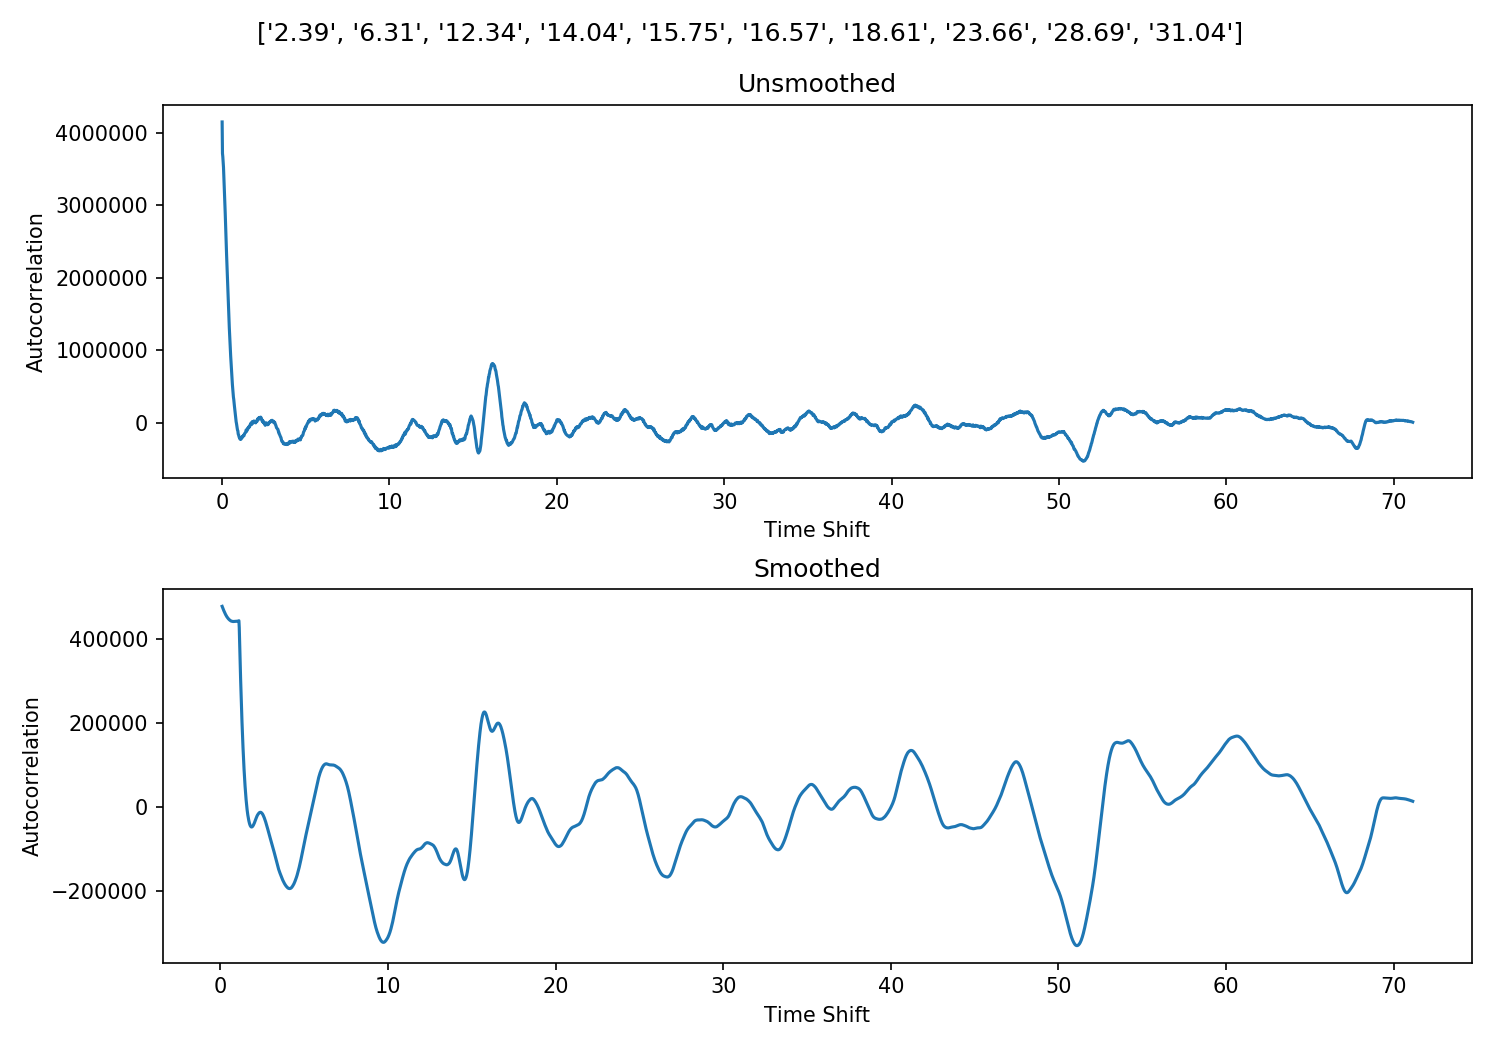 ['2.39', '6.31', '12.34', '14.04', '15.75', '16.57', '18.61', '23.66', '28.69', '31.04']
Unsmoothed
4000000
3000000
2000000
1000000
0
Autocorrelation
0 10 20 30 40 50 60 70
Time Shift
Smoothed
400000
200000
0
−200000
Autocorrelation
0 10 20 30 40 50 60 70
Time Shift